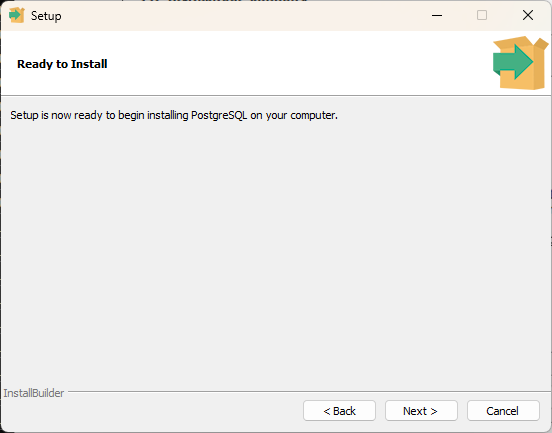 Setup
Ready to Install
Setup is now ready to begin installing PostgreSQL on your computer.
InstallBuilder
< Back
Next >
Cancel